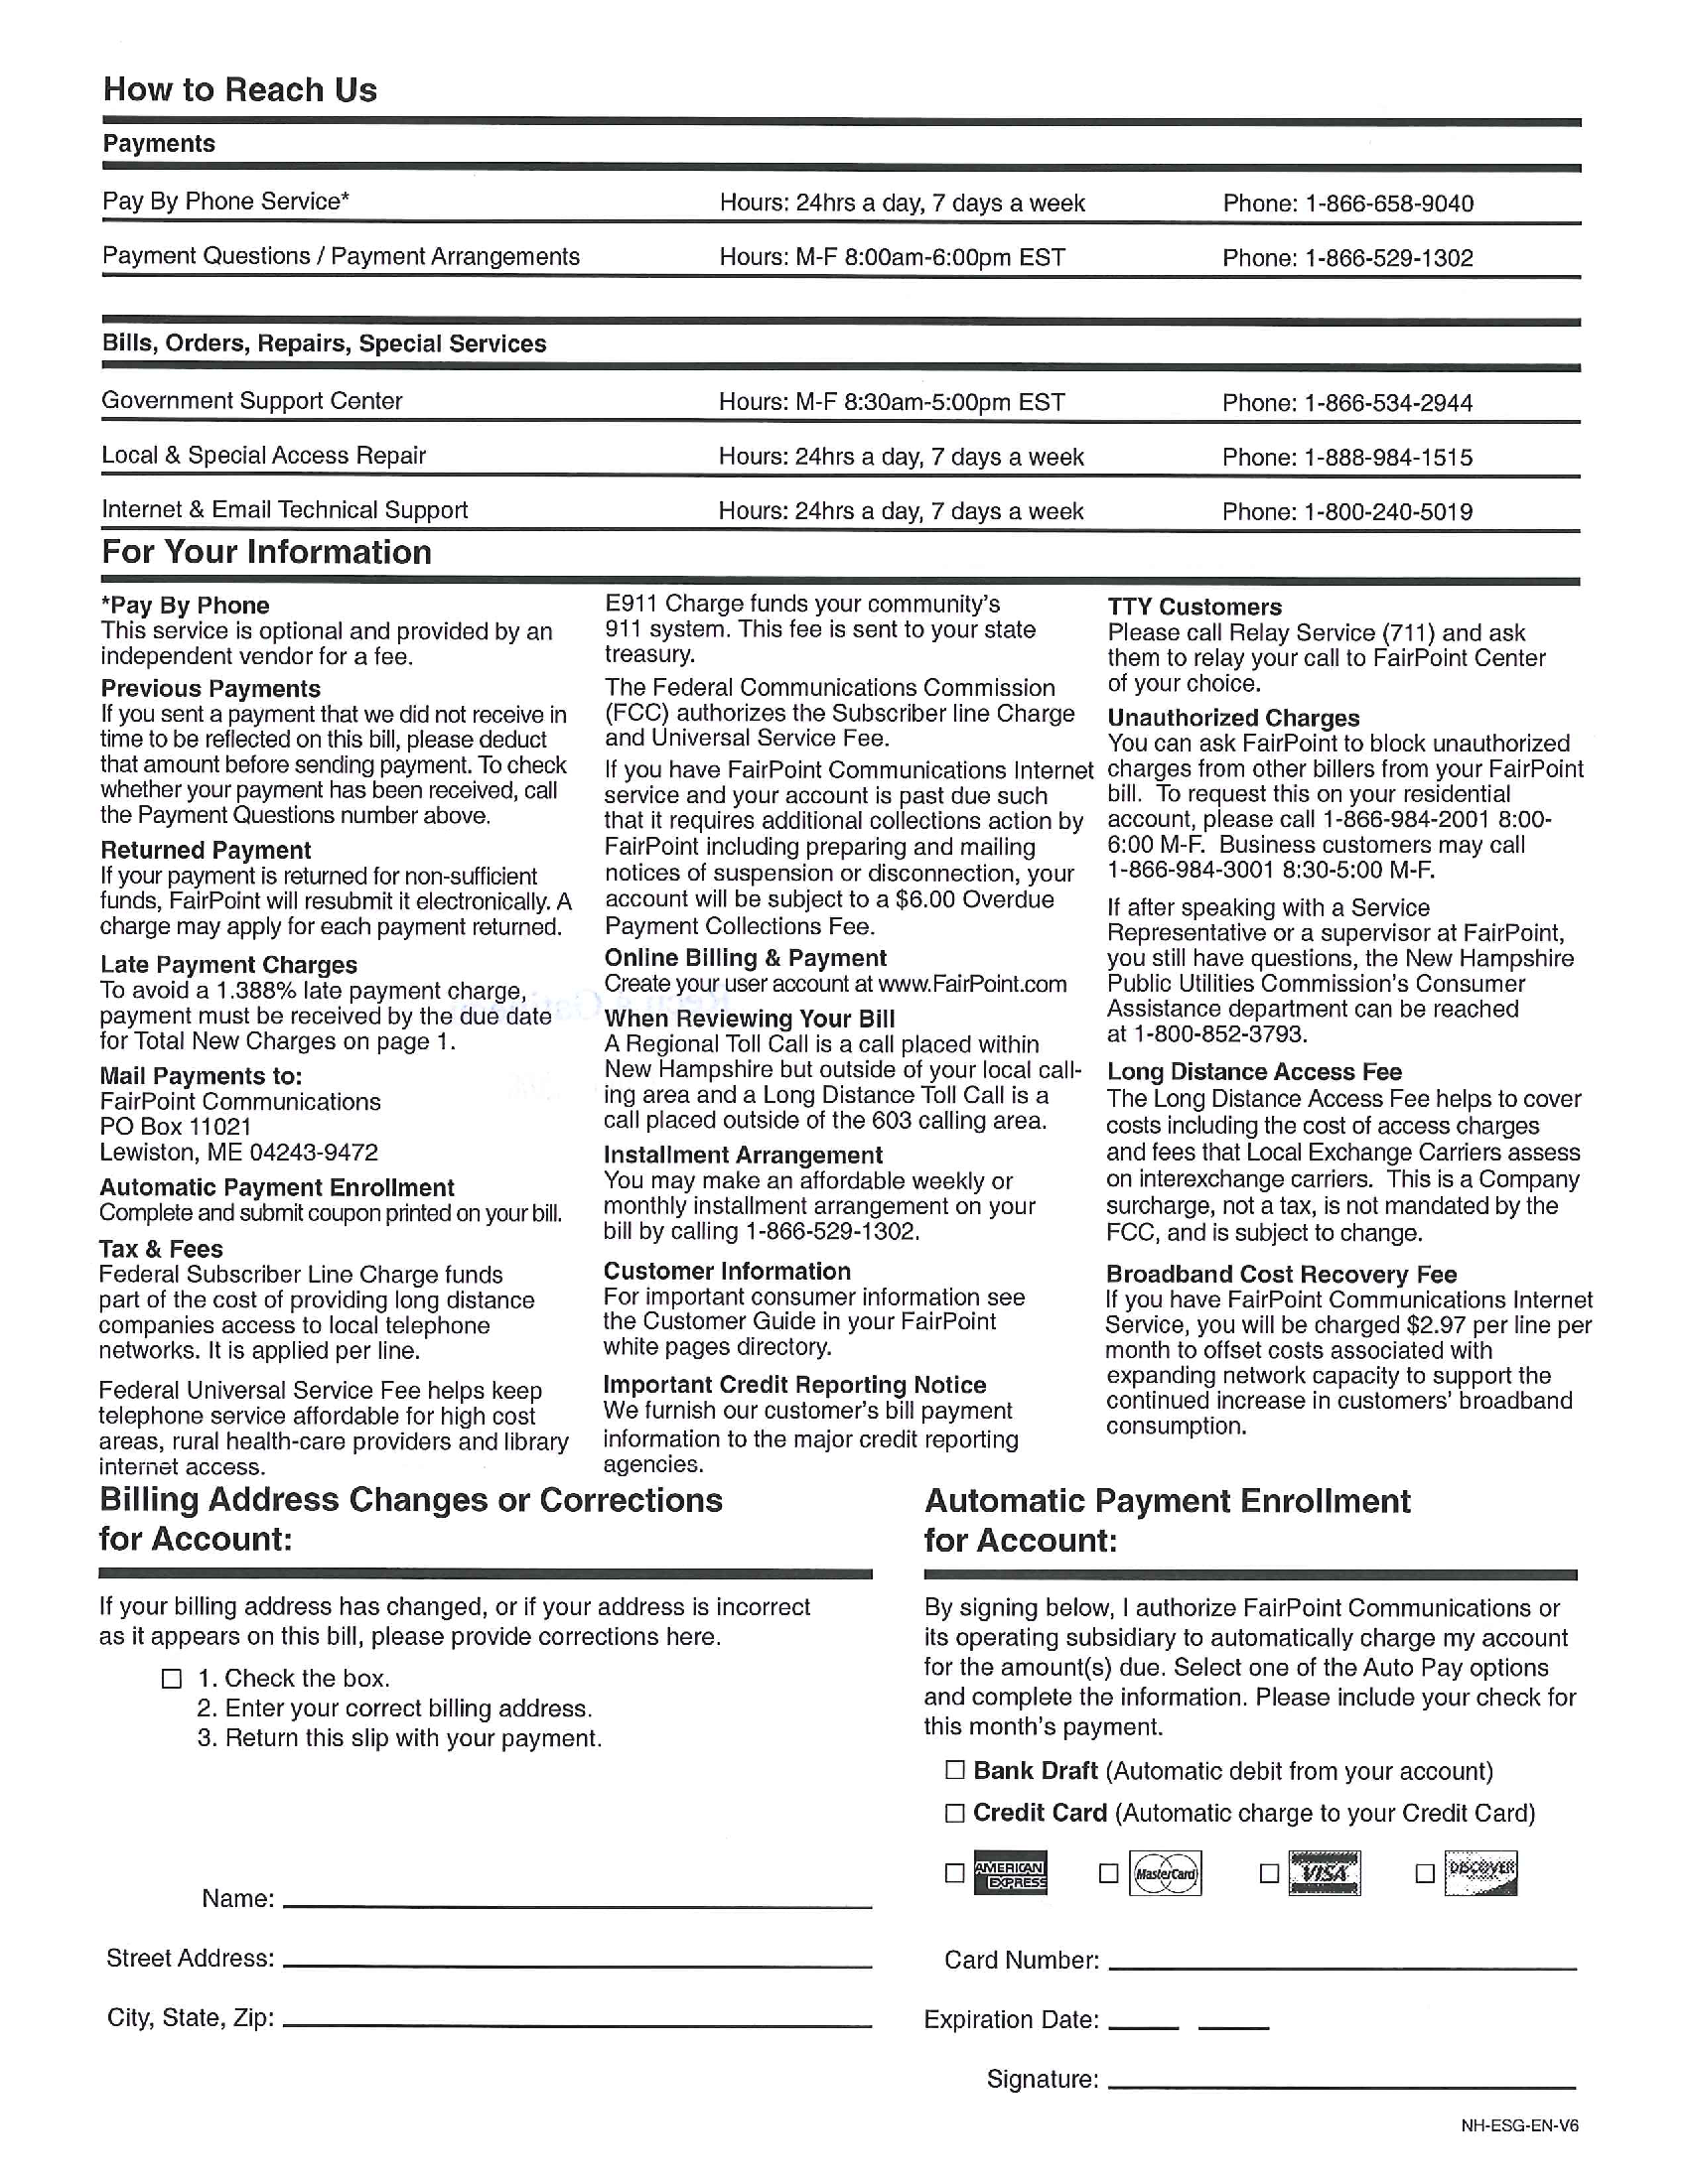 How to Reach Us
Payments
Pay By Phone Service* Hours: 24hrs a day, 7 days a week Phone: 1-866-658-9040
Payment Questions / Payment Arrangements Hours: M-F 8:00am-6:00pm EST Phone: 1-866-529-1302
Bills, Orders, Repairs, Special Services
Government Support Center Hours: M-F 8:30am-5:00pm EST Phone: 1-866-534-2944
Local & Special Access Repair Hours: 24hrs a day, 7 days a week Phone: 1-888-984-1515
Internet & Email Technical Support Hours: 24hrs a day, 7 days a week Phone: 1-800-240-5019
For Your Information
*Pay By Phone
This service is optional and provided by an
independent vendor for a fee.
Previous Payments
If you sent a payment that we did not receive in
time to be reflected on this bill, please deduct
that amount before sending payment. To check
whether your payment has been received, call
the Payment Questions number above.
Returned Payment
If your payment is returned for non-sufficient
funds, FairPoint will resubmit it electronically. A
charge may apply for each payment returned.
Late Payment Charges
To avoid a 1.388% late payment charge,
payment must be received by the due date
for Total New Charges on page 1.
Mail Payments to:
FairPoint Communications
PO Box 11021
Lewiston, ME 04243-9472
Automatic Payment Enrollment
Complete and submit coupon printed on your bill.
Tax & Fees
Federal Subscriber Line Charge funds
part of the cost of providing long distance
companies access to local telephone
networks. It is applied per line.
Federal Universal Service Fee helps keep
telephone service affordable for high cost
areas, rural health-care providers and library
internet access.
E911 Charge funds your community's
911 system. This fee is sent to your state
treasury.
The Federal Communications Commission
(FCC) authorizes the Subscriber line Charge
and Universal Service Fee.
If you have FairPoint Communications Internet
service and your account is past due such
that it requires additional collections action by
FairPoint including preparing and mailing
notices of suspension or disconnection, your
account will be subject to a $6.00 Overdue
Payment Collections Fee.
Online Billing & Payment
Create your user account at www.FairPoint.com
When Reviewing Your Bill
A Regional Toll Call is a call placed within
New Hampshire but outside of your local call-
ing area and a Long Distance Toll Call is a
call placed outside of the 603 calling area.
Installment Arrangement
You may make an affordable weekly or
monthly installment arrangement on your
bill by calling 1-866-529-1302.
Customer Information
For important consumer information see
the Customer Guide in your FairPoint
white pages directory.
Important Credit Reporting Notice
We furnish our customer's bill payment
information to the major credit reporting
agencies.
TTY Customers
Please call Relay Service (711) and ask
them to relay your call to FairPoint Center
of your choice.
Unauthorized Charges
You can ask FairPoint to block unauthorized
charges from other billers from your FairPoint
bill. To request this on your residential
account, please call 1-866-984-2001 8:00-
6:00 M-F. Business customers may call
1-866-984-3001 8:30-5:00 M-F.
If after speaking with a Service
Representative or a supervisor at FairPoint,
you still have questions, the New Hampshire
Public Utilities Commission's Consumer
Assistance department can be reached
at 1-800-852-3793.
Long Distance Access Fee
The Long Distance Access Fee helps to cover
costs including the cost of access charges
and fees that Local Exchange Carriers assess
on interexchange carriers. This is a Company
surcharge, not a tax, is not mandated by the
FCC, and is subject to change.
Broadband Cost Recovery Fee
If you have FairPoint Communications Internet
Service, you will be charged $2.97 per line per
month to offset costs associated with
expanding network capacity to support the
continued increase in customers' broadband
consumption.
Billing Address Changes or Corrections
for Account:
If your billing address has changed, or if your address is incorrect
as it appears on this bill, please provide corrections here.
1. Check the box.
2. Enter your correct billing address.
3. Return this slip with your payment.
Name:
Street Address:
City, State, Zip:
Automatic Payment Enrollment
for Account:
By signing below, I authorize FairPoint Communications or
its operating subsidiary to automatically charge my account
for the amount(s) due. Select one of the Auto Pay options
and complete the information. Please include your check for
this month's payment.
Bank Draft (Automatic debit from your account)
Credit Card (Automatic charge to your Credit Card)
AMERICAN EXPRESS MasterCard VISA DISCOVER
Card Number:
Expiration Date:
Signature:
NH-ESG-EN-V6